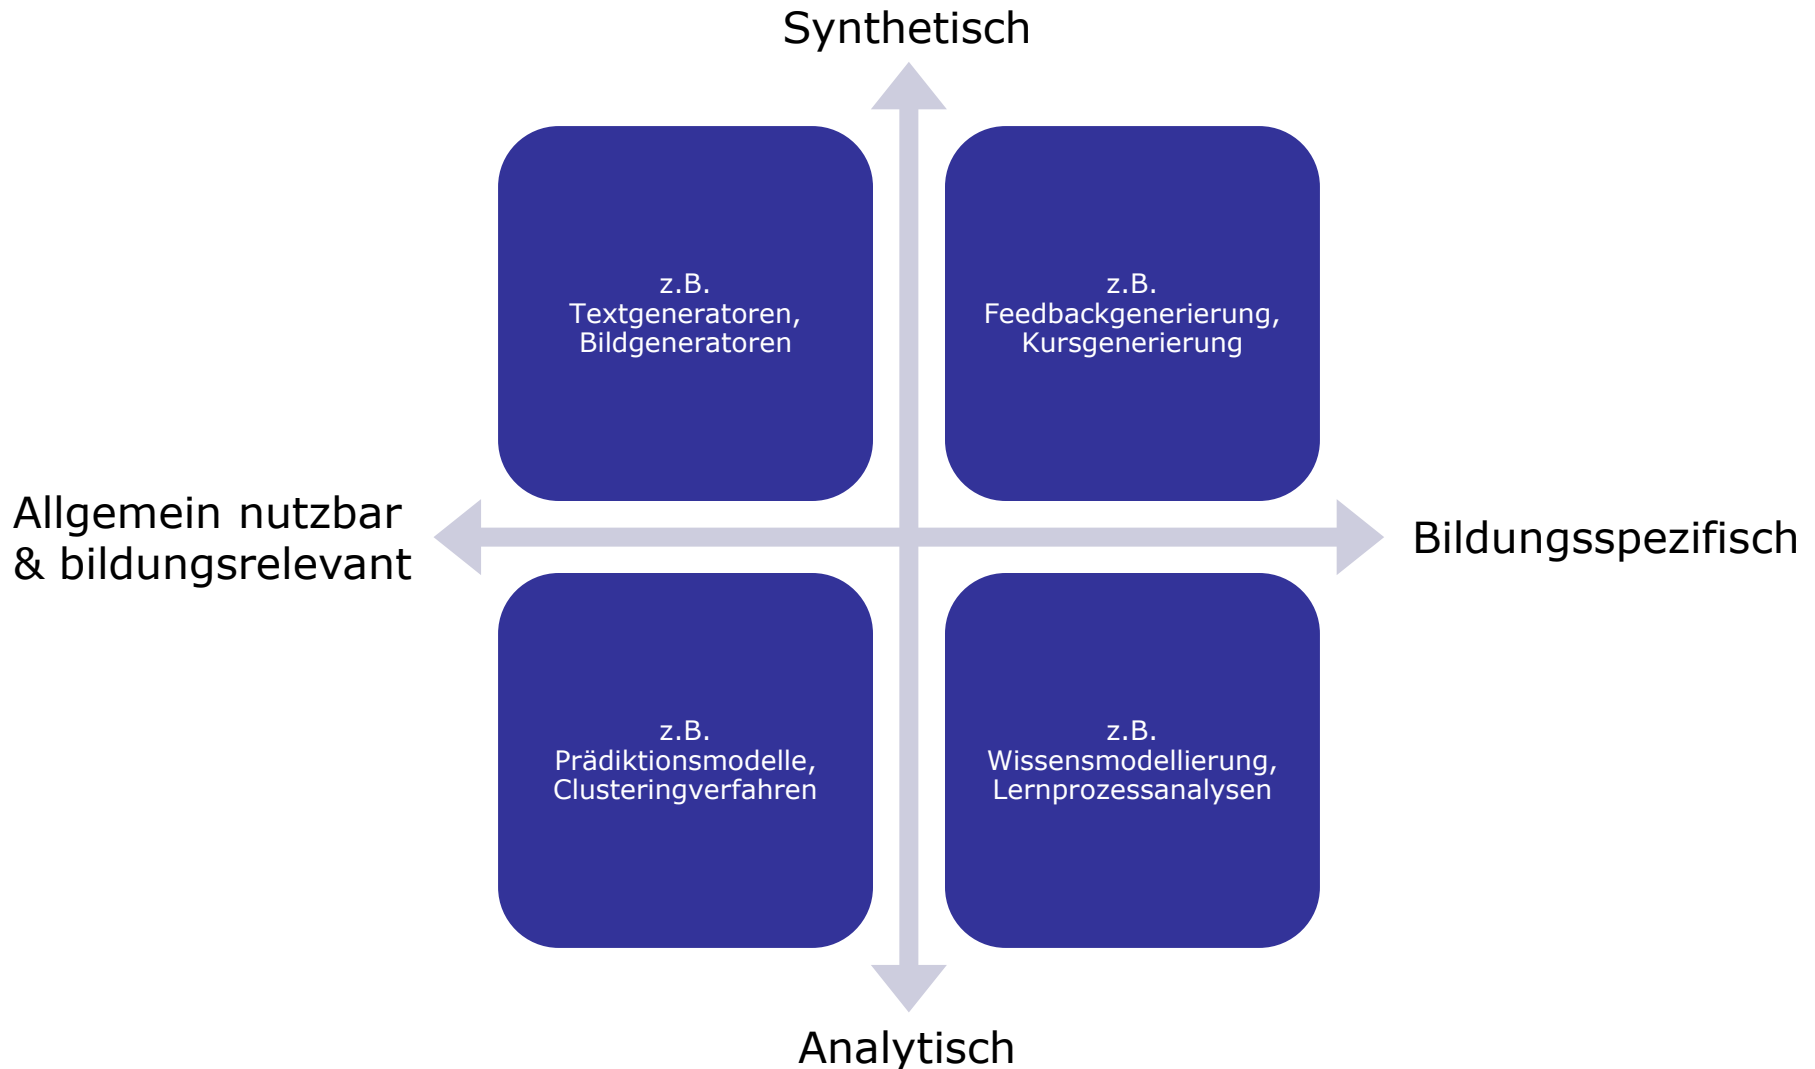 Synthetisch
z.B.
Textgeneratoren,
Bildgeneratoren
z.B.
Feedbackgenerierung,
Kursgenerierung
Allgemein nutzbar
& bildungsrelevant
Bildungsspezifisch
z.B.
Prädiktionsmodelle,
Clusteringverfahren
z.B.
Wissensmodellierung,
Lernprozessanalysen
Analytisch